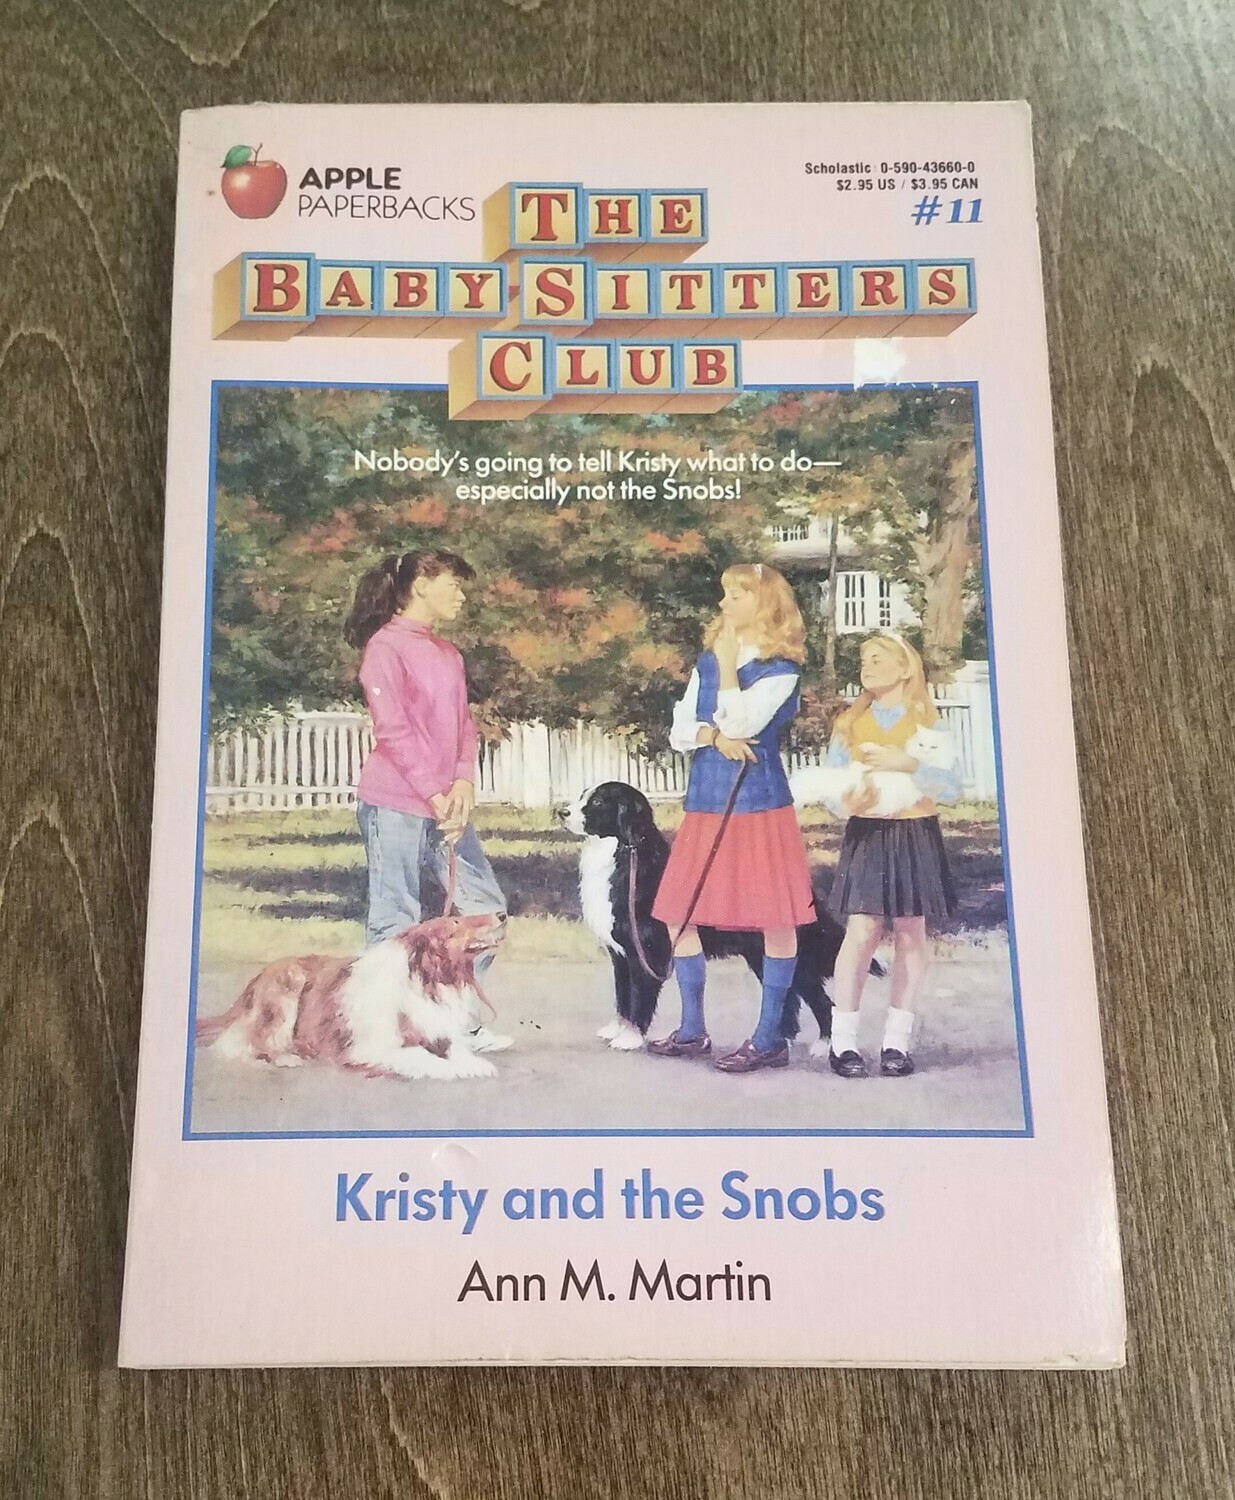 APPLE
PAPERBACKS
Scholastic 0-590-43660-0
$2.95 US / $3.95 CAN
#11
THE
BABY-SITTERS
CLUB
Nobody's going to tell Kristy what to do—
especially not the Snobs!
Kristy and the Snobs
Ann M. Martin